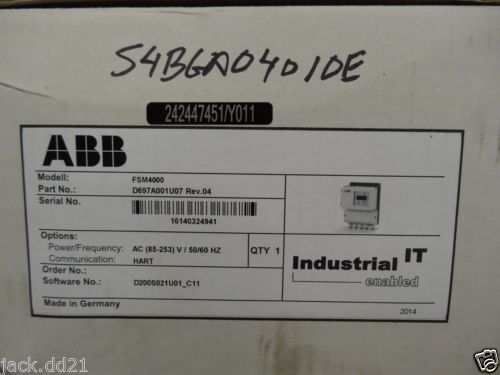 S4BGA04010E
242447451/Y011
ABB
Modell: FSM4000
Part No.: D697A001U07 Rev.04
Serial No.:
16140324941
Options:
Power/Frequency: AC (85-253) V / 50/60 HZ
Communication: HART
QTY 1
Order No.:
Software No.: D200S021U01_C11
Made in Germany
Industrial IT
enabled
2014
jack.dd21